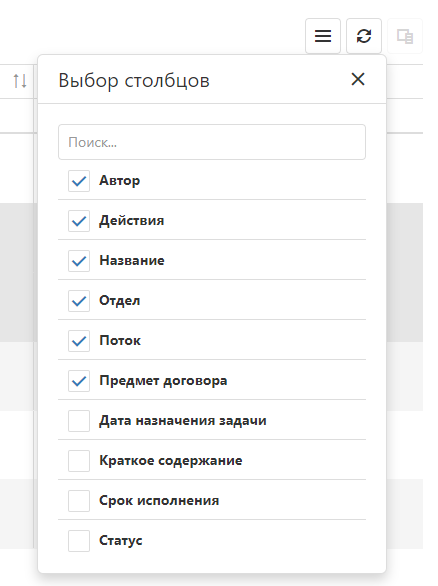 Выбор столбцов
Поиск...
Автор
Действия
Название
Отдел
Поток
Предмет договора
Дата назначения задачи
Краткое содержание
Срок исполнения
Статус